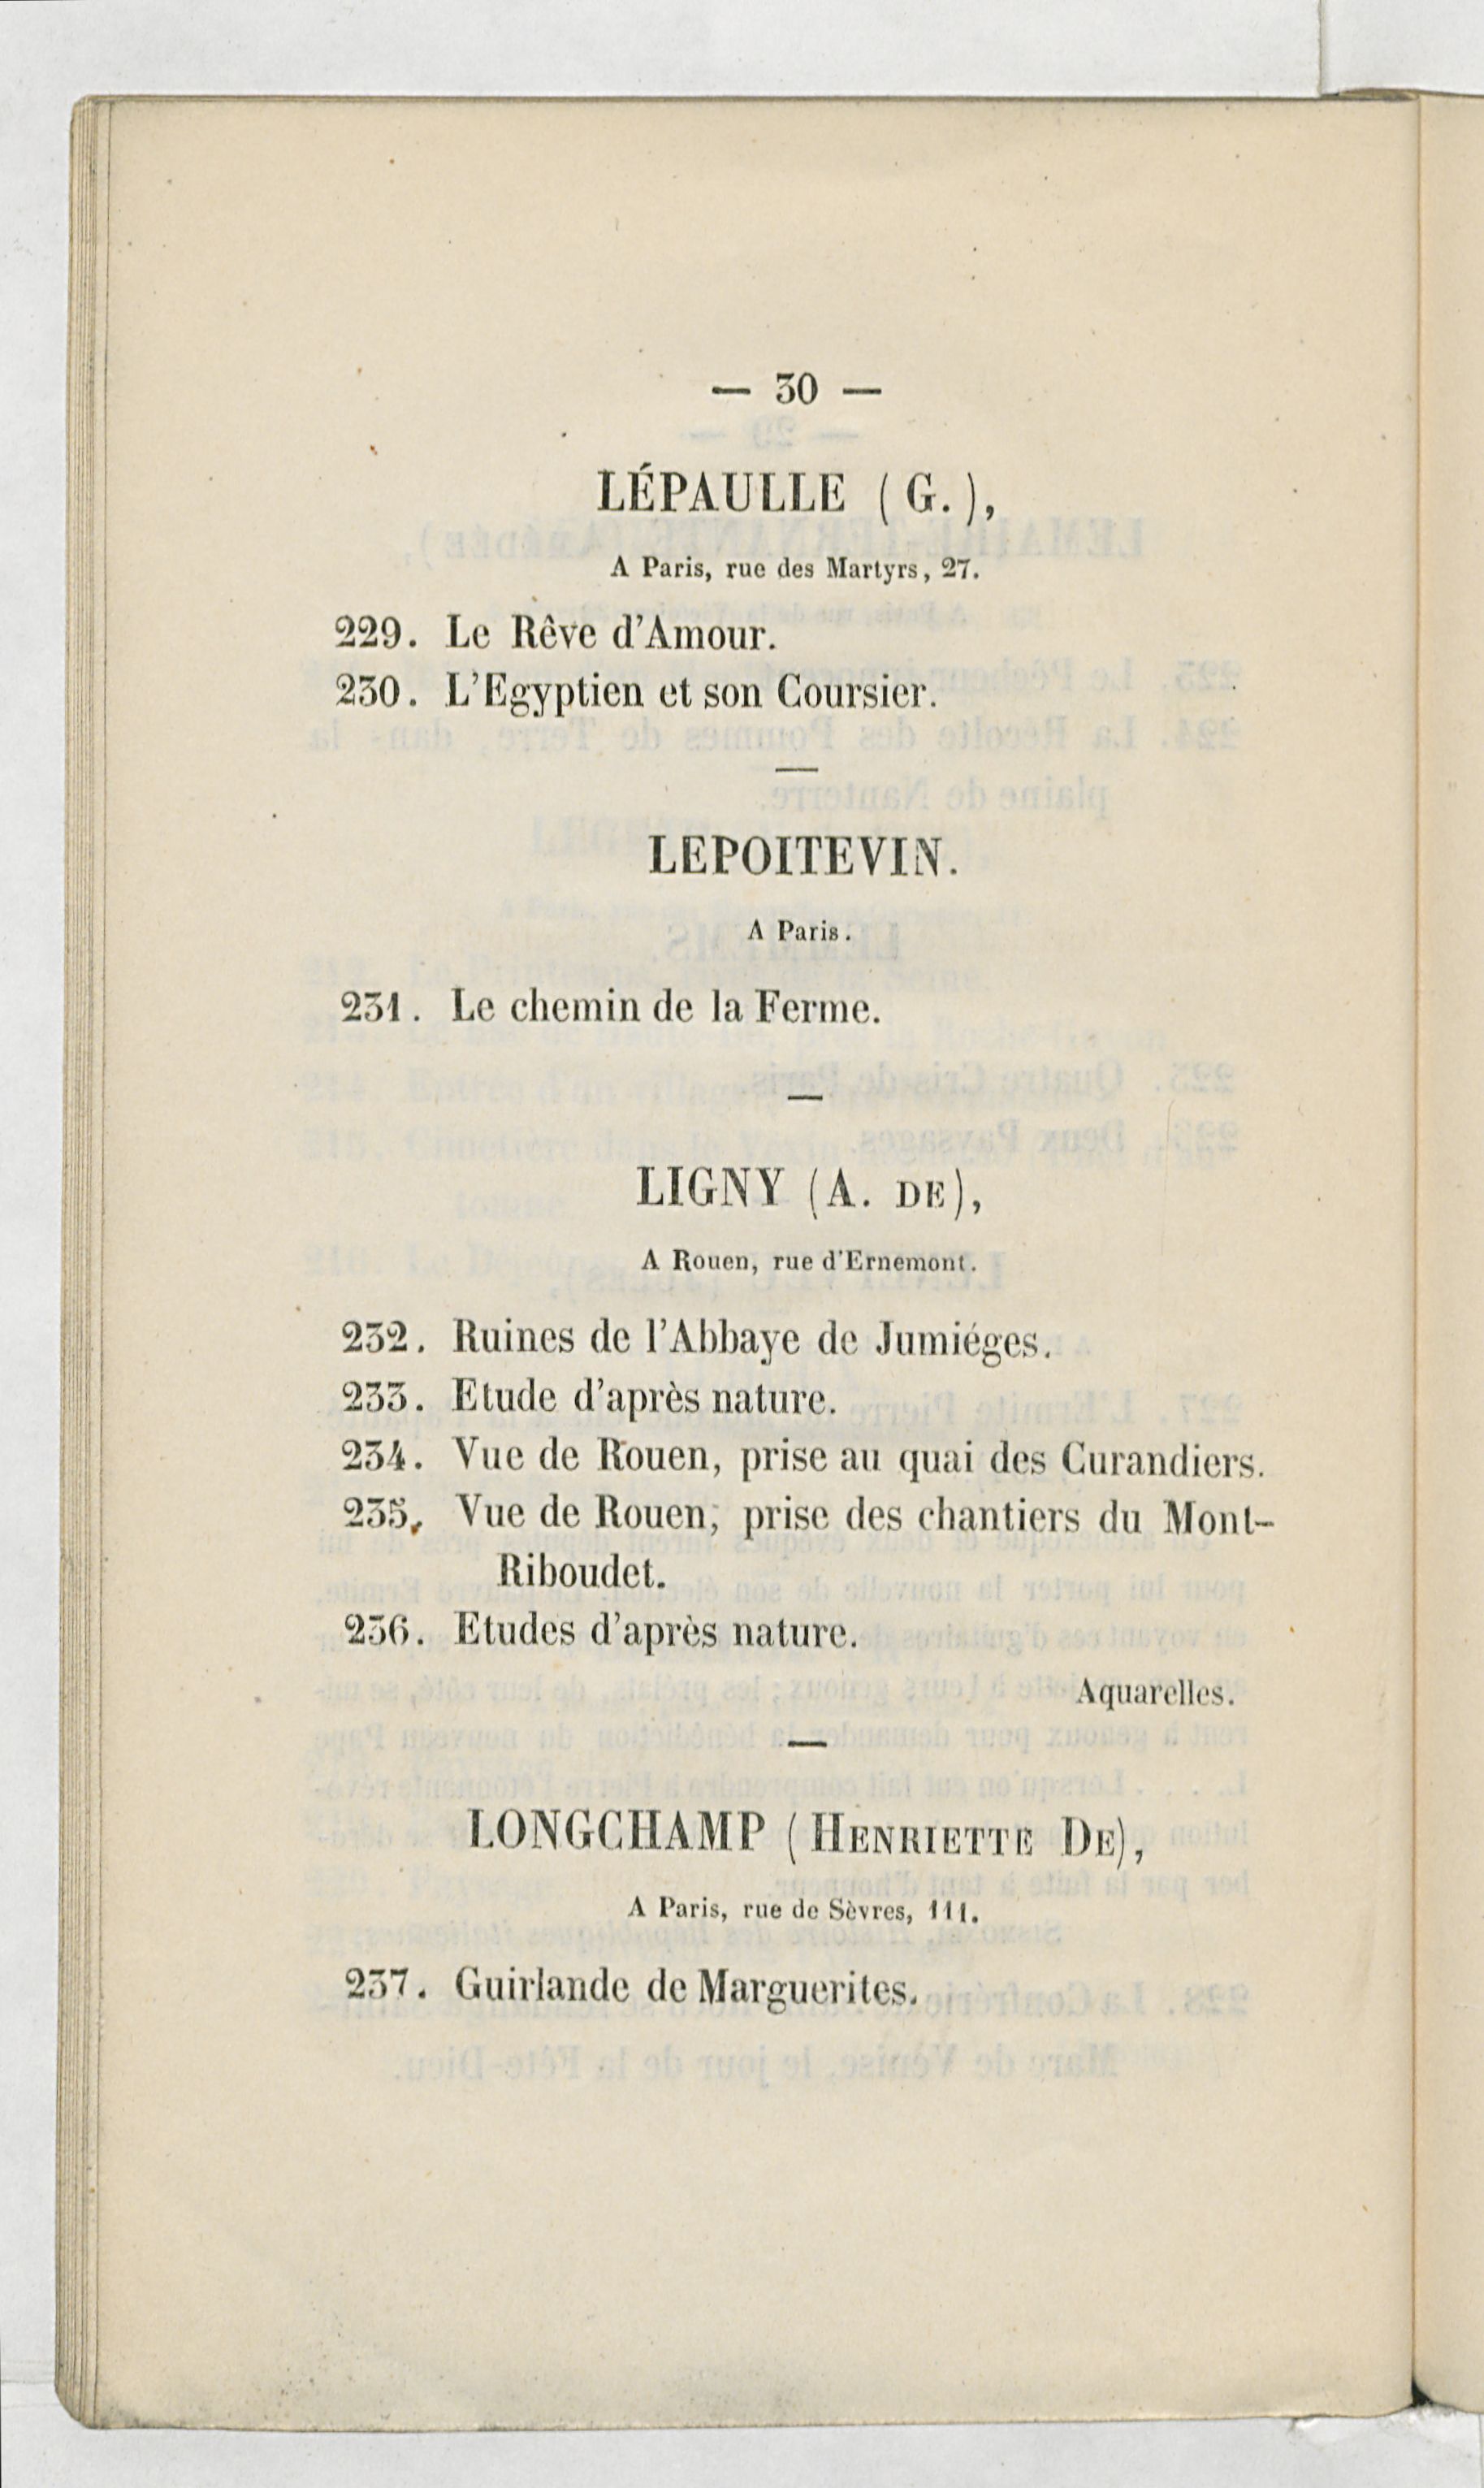 — 30 —
LÉPAULLE (G.),
A Paris, rue des Martyrs, 27.
229. Le Rêve d'Amour.
230. L'Egyptien et son Coursier.
LEPOITEVIN.
A Paris.
231. Le chemin de la Ferme.
LIGNY (A. DE),
A Rouen, rue d'Ernemont.
232. Ruines de l'Abbaye de Jumiéges.
233. Etude d'après nature.
234. Vue de Rouen, prise au quai des Curandiers.
235. Vue de Rouen, prise des chantiers du Mont-
Riboudet.
236. Etudes d'après nature.
Aquarelles.
LONGCHAMP (HENRIETTE DE),
A Paris, rue de Sèvres, 111.
237. Guirlande de Marguerites.